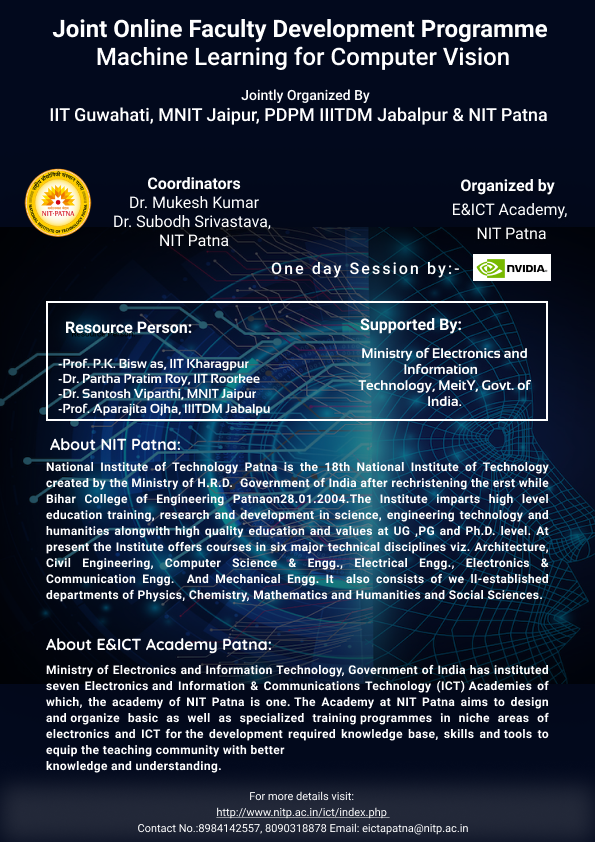 Joint Online Faculty Development Programme
Machine Learning for Computer Vision
Jointly Organized By
IIT Guwahati, MNIT Jaipur, PDPM IIITDM Jabalpur & NIT Patna
NIT-PATNA
Coordinators
Dr. Mukesh Kumar
Dr. Subodh Srivastava,
NIT Patna
Organized by
E&ICT Academy,
NIT Patna
One day Session by:-
NVIDIA.
Resource Person:
-Prof. P.K. Bisw as, IIT Kharagpur
-Dr. Partha Pratim Roy, IIT Roorkee
-Dr. Santosh Viparthi, MNIT Jaipur
-Prof. Aparajita Ojha, IIITDM Jabalpu
Supported By:
Ministry of Electronics and
Information
Technology, MeitY, Govt. of
India.
About NIT Patna:
National Institute of Technology Patna is the 18th National Institute of Technology
created by the Ministry of H.R.D. Government of India after rechristening the erst while
Bihar College of Engineering Patnaon28.01.2004.The Institute imparts high level
education training, research and development in science, engineering technology and
humanities alongwith high quality education and values at UG ,PG and Ph.D. level. At
present the Institute offers courses in six major technical disciplines viz. Architecture,
Civil Engineering, Computer Science & Engg., Electrical Engg., Electronics &
Communication Engg. And Mechanical Engg. It also consists of we ll-established
departments of Physics, Chemistry, Mathematics and Humanities and Social Sciences.
About E&ICT Academy Patna:
Ministry of Electronics and Information Technology, Government of India has instituted
seven Electronics and Information & Communications Technology (ICT) Academies of
which, the academy of NIT Patna is one. The Academy at NIT Patna aims to design
and organize basic as well as specialized training programmes in niche areas of
electronics and ICT for the development required knowledge base, skills and tools to
equip the teaching community with better
knowledge and understanding.
For more details visit:
http://www.nitp.ac.in/ict/index.php
Contact No.:8984142557, 8090318878 Email: eictapatna@nitp.ac.in